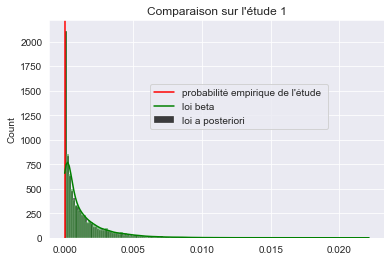 Comparaison sur l'étude 1
2000
1750
1500
1250
1000
750
500
250
0
Count
probabilité empirique de l'étude
loi beta
loi a posteriori
0.000 0.005 0.010 0.015 0.020